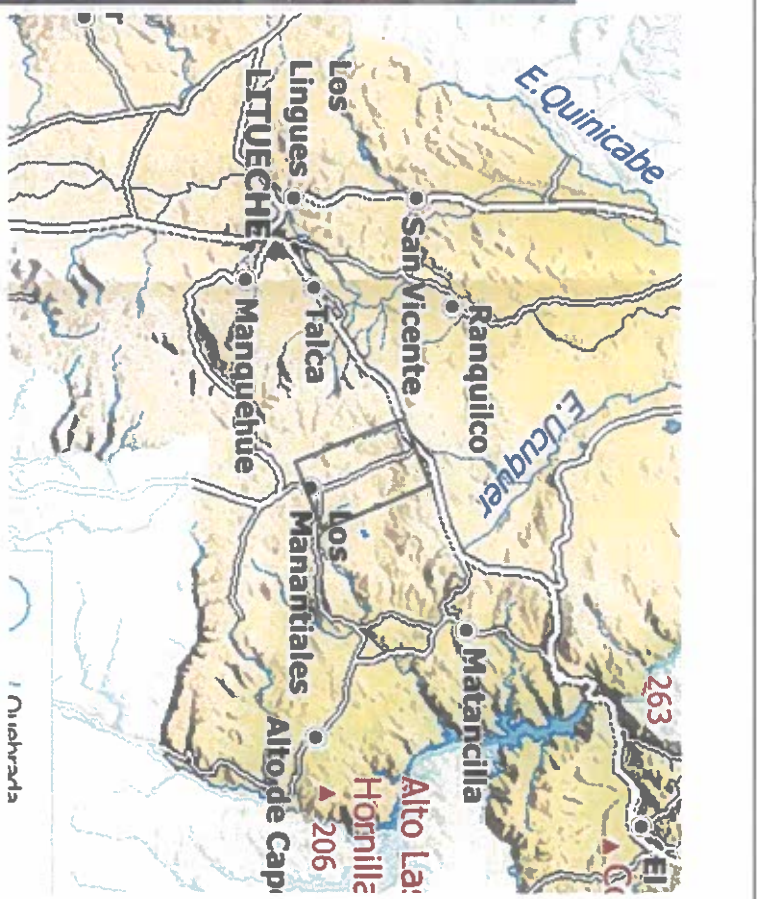 263
El
E.Quinicabe
E.Ucuquer
Ranquilco
Matancilla
San Vicente
Alto Las
Hornilla
206
Los
Lingues
Los
Manantiales
Talca
Alto de Cap
LITUECHE
Manquehue